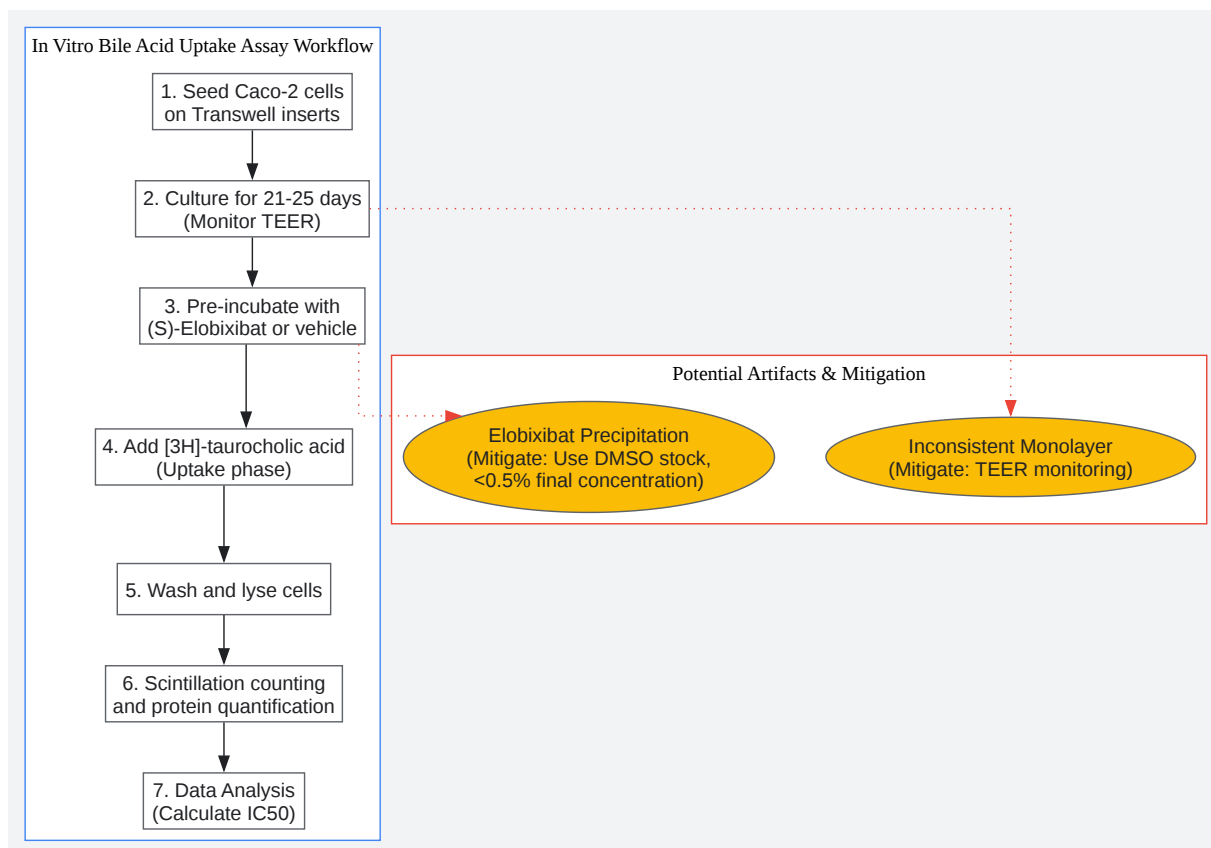 In Vitro Bile Acid Uptake Assay Workflow
1. Seed Caco-2 cells
on Transwell inserts
2. Culture for 21-25 days
(Monitor TEER)
3. Pre-incubate with
(S)-Elobixibat or vehicle
4. Add [3H]-taurocholic acid
(Uptake phase)
5. Wash and lyse cells
6. Scintillation counting
and protein quantification
7. Data Analysis
(Calculate IC50)
Potential Artifacts & Mitigation
Elobixibat Precipitation
(Mitigate: Use DMSO stock,
<0.5% final concentration)
Inconsistent Monolayer
(Mitigate: TEER monitoring)